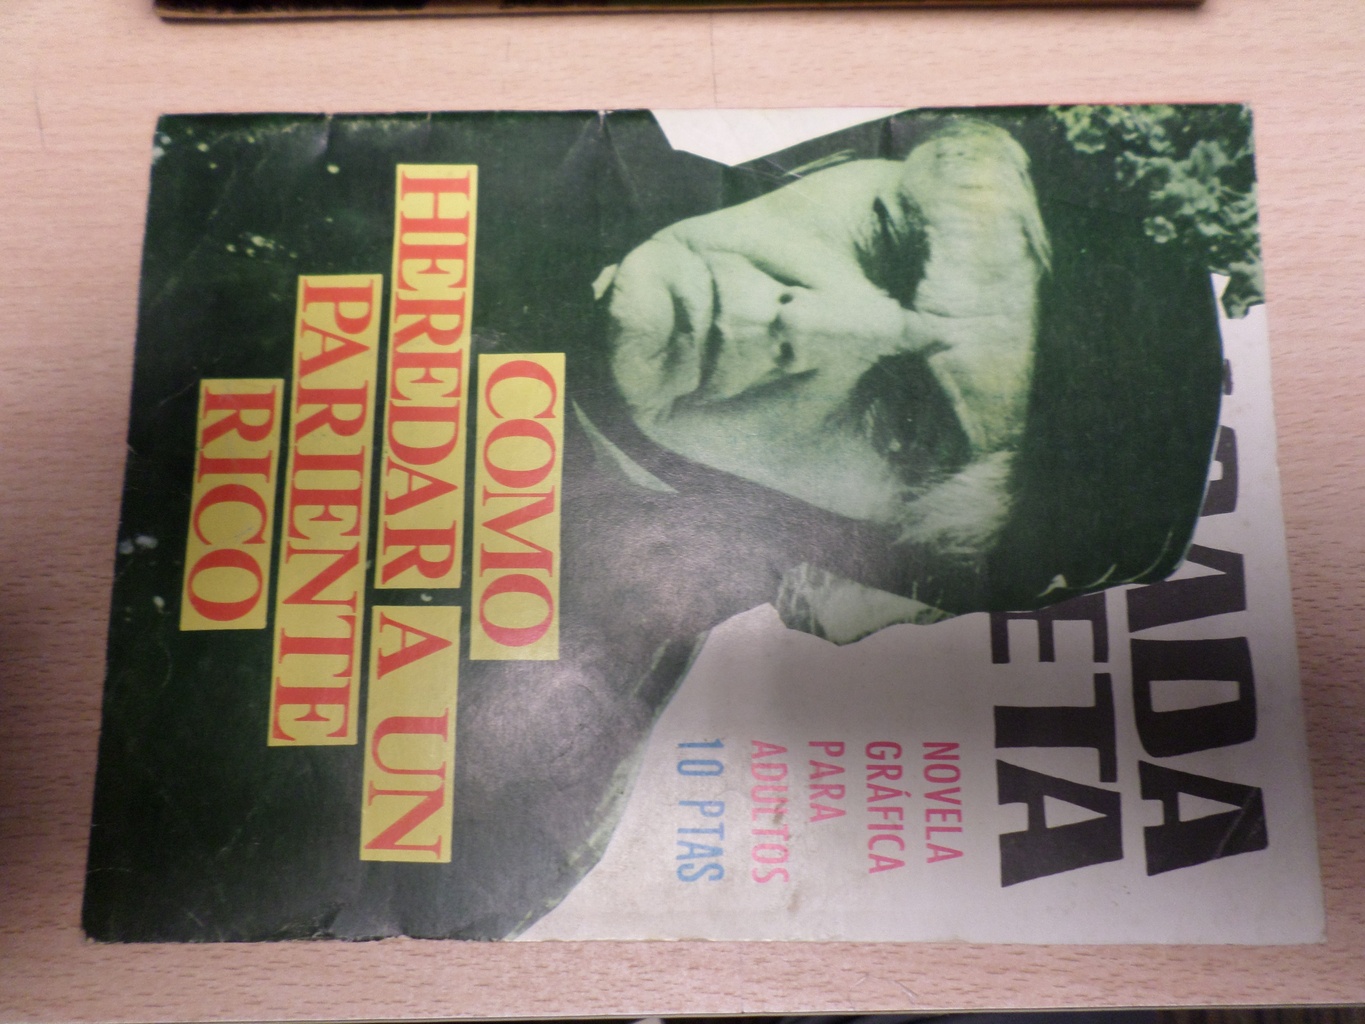 NOVELA
GRÁFICA
PARA
ADULTOS
10 PTAS
COMO
HEREDAR A UN
PARIENTE
RICO